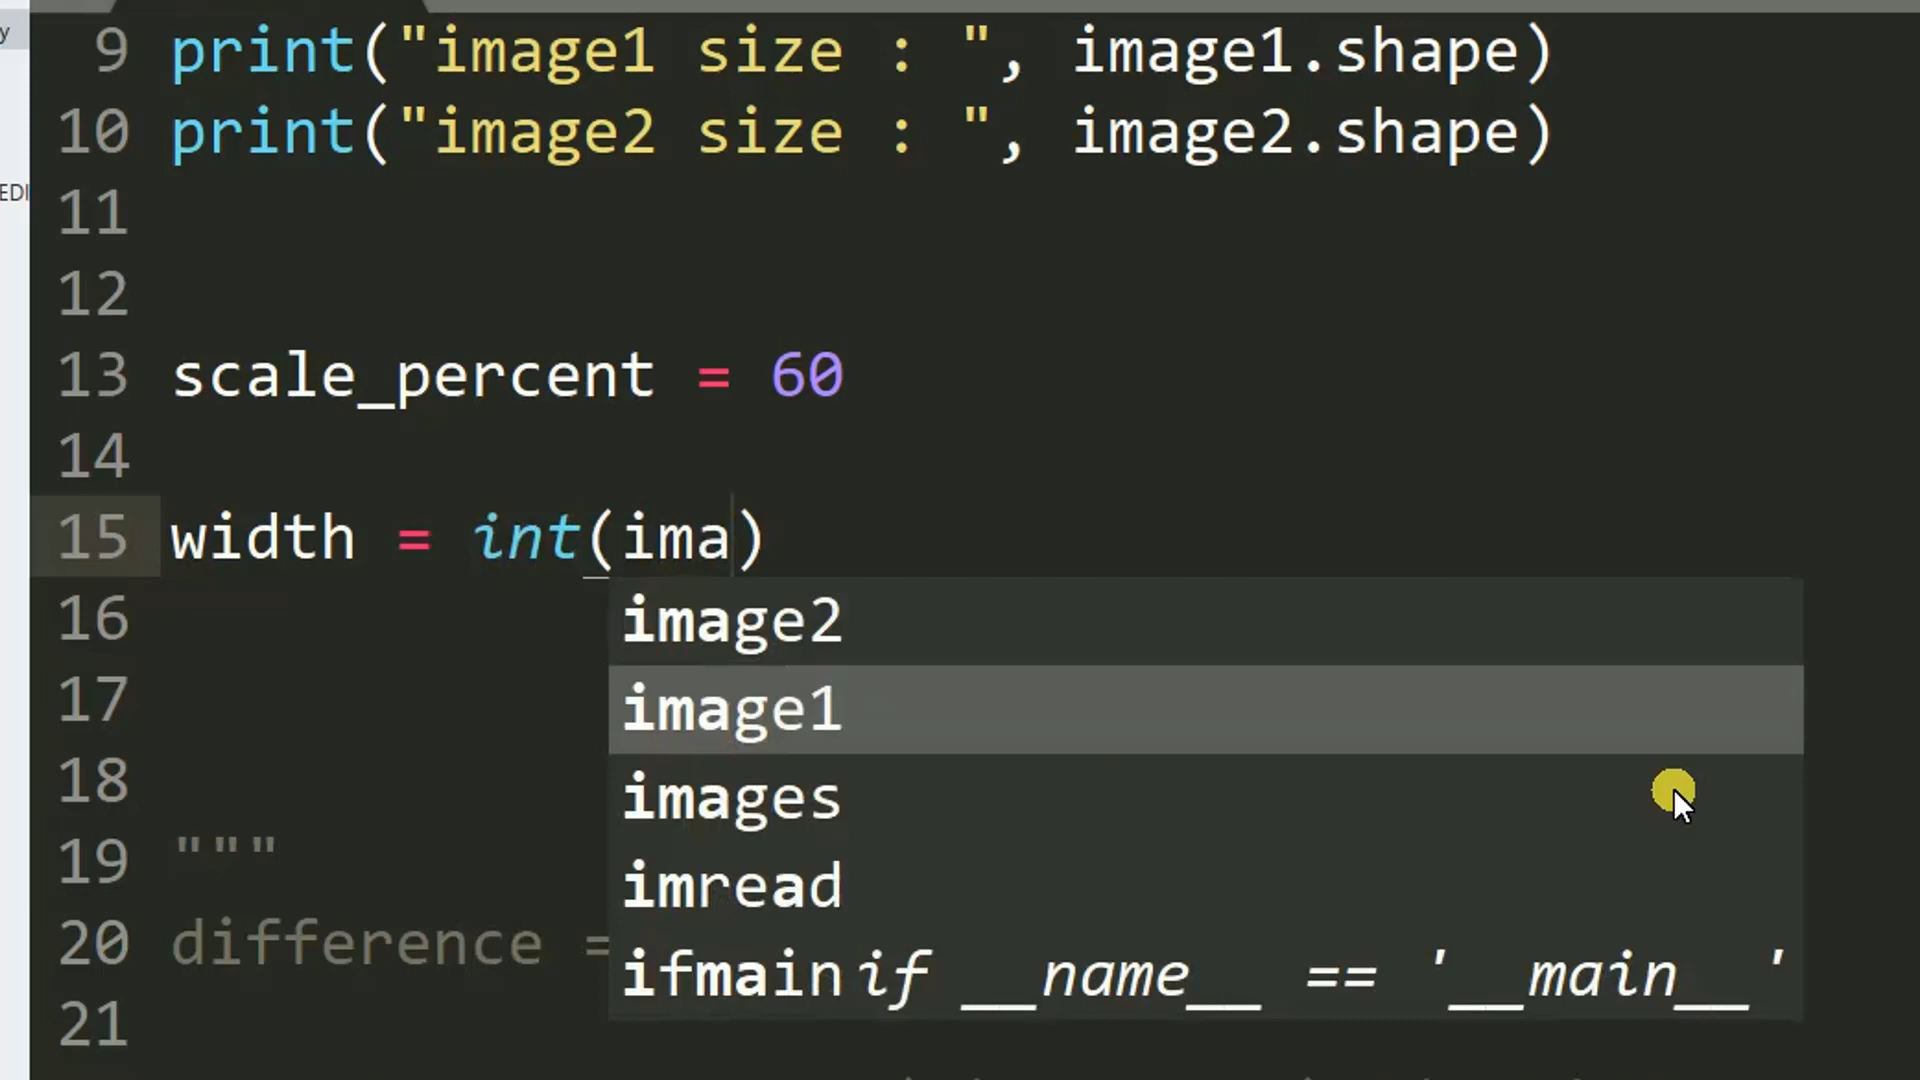 y
EDI
9 print("image1 size : ", image1.shape)
10 print("image2 size : ", image2.shape)
11
12
13 scale_percent = 60
14
15 width = int(ima)
16
image2
17
image1
18
images
19 """
imread
20 difference =
ifmain if __name__ == '__main__'
21